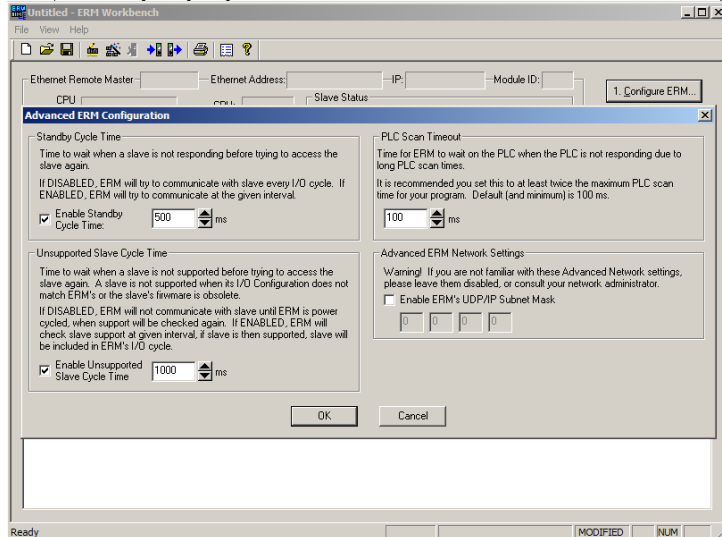 Untitled - ERM Workbench
File View Help
Ethernet Remote Master
Ethernet Address:
IP:
Module ID:
CPU
CPU:
Slave Status
1. Configure ERM...
Advanced ERM Configuration
Standby Cycle Time
Time to wait when a slave is not responding before trying to access the
slave again.
If DISABLED, ERM will try to communicate with slave every I/O cycle. If
ENABLED, ERM will try to communicate at the given interval.
Enable Standby
Cycle Time:
500
ms
Unsupported Slave Cycle Time
Time to wait when a slave is not supported before trying to access the
slave again. A slave is not supported when its I/O Configuration does not
match ERM's or the slave's firwmare is obsolete.
If DISABLED, ERM will not communicate with slave until ERM is power
cycled, when support will be checked again. If ENABLED, ERM will
check slave support at given interval, if slave is then supported, slave will
be included in ERM's I/O cycle.
Enable Unsupported
Slave Cycle Time
1000
ms
PLC Scan Timeout
Time for ERM to wait on the PLC when the PLC is not responding due to
long PLC scan times.
It is recommended you set this to at least twice the maximum PLC scan
time for your program. Default (and minimum) is 100 ms.
100
ms
Advanced ERM Network Settings
Warning! If you are not familiar with these Advanced Network settings,
please leave them disabled, or consult your network administrator.
Enable ERM's UDP/IP Subnet Mask
0 0 0 0
OK
Cancel
Ready
MODIFIED
NUM